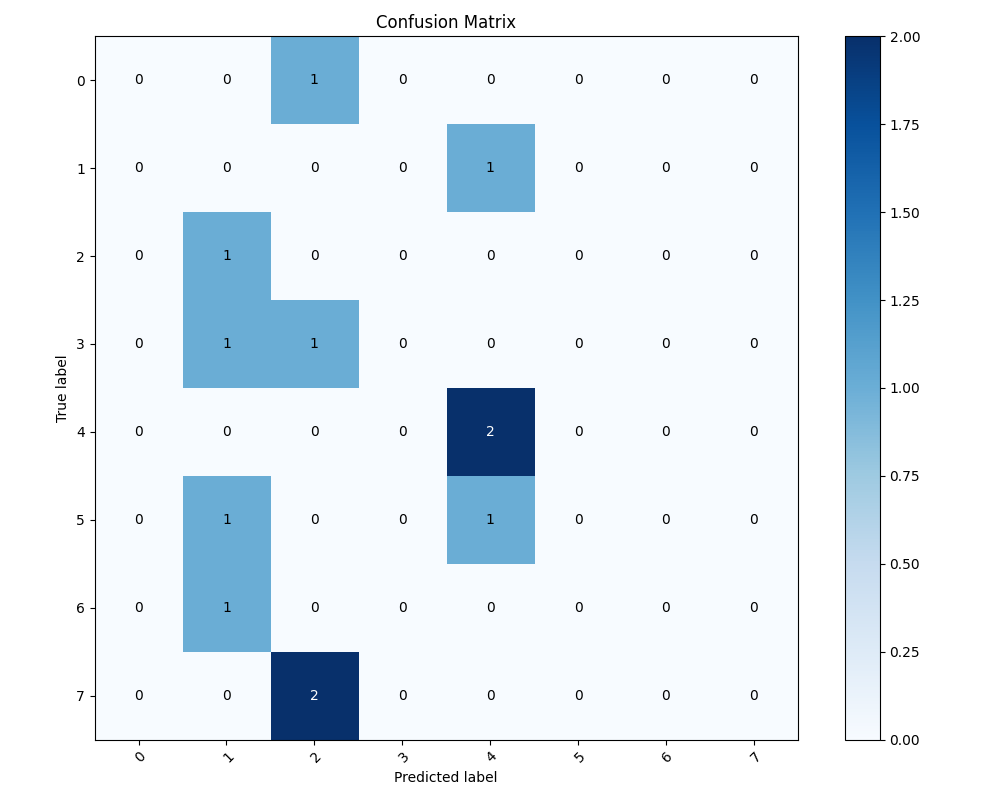 Confusion Matrix
0 0 0 1 0 0 0 0 0
1 0 0 0 0 1 0 0 0
2 0 1 0 0 0 0 0 0
3 0 1 1 0 0 0 0 0
4 0 0 0 0 2 0 0 0
5 0 1 0 0 1 0 0 0
6 0 1 0 0 0 0 0 0
7 0 0 2 0 0 0 0 0
0 1 2 3 4 5 6 7
Predicted label
True label
2.00
1.75
1.50
1.25
1.00
0.75
0.50
0.25
0.00